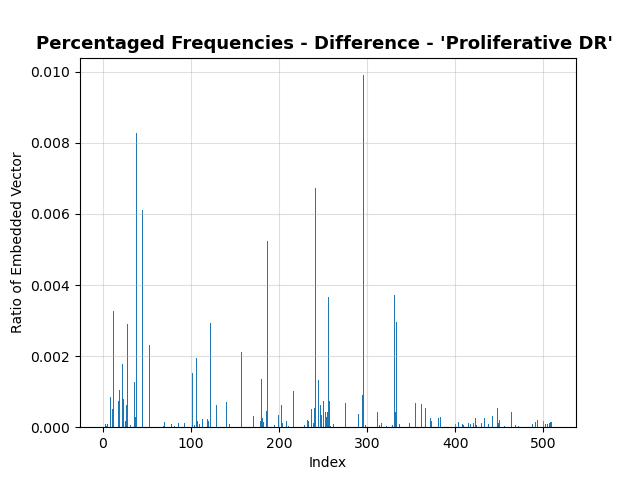 Percentaged Frequencies - Difference - 'Proliferative DR'
0.010
0.008
0.006
0.004
0.002
0.000
Ratio of Embedded Vector
0 100 200 300 400 500
Index